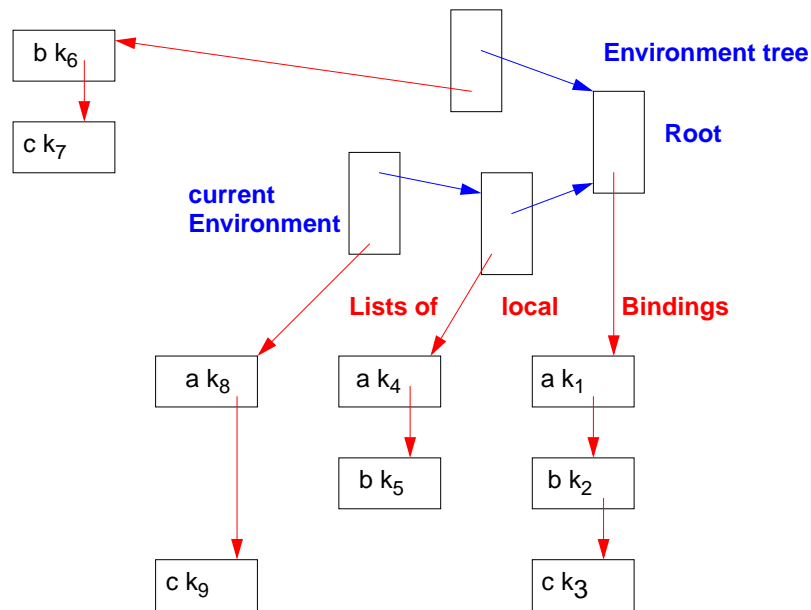 b k₆
Environment tree
c k₇
Root
current
Environment
Lists of local Bindings
a k₈ a k₄ a k₁
b k₅ b k₂
c k₉ c k₃